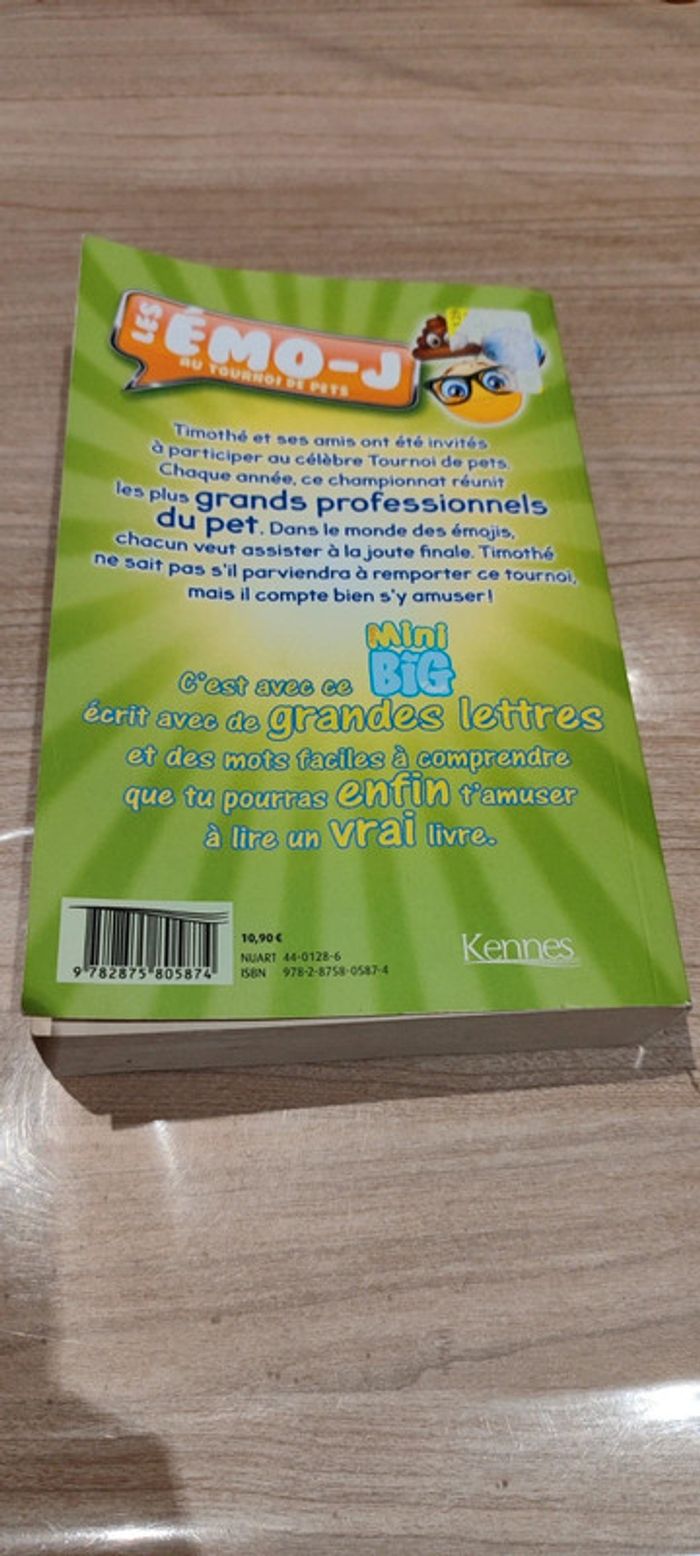 LES
ÉMO-J
AU TOURNOI DE PETS
Timothé et ses amis ont été invités
à participer au célèbre Tournoi de pets.
Chaque année, ce championnat réunit
les plus grands professionnels
du pet. Dans le monde des émojis,
chacun veut assister à la joute finale. Timothé
ne sait pas s'il parviendra à remporter ce tournoi,
mais il compte bien s'y amuser!
Mini
C'est avec ce BiG
écrit avec de grandes lettres
et des mots faciles à comprendre
que tu pourras enfin t'amuser
à lire un vrai livre.
10,90 €
NUART 44-0128-6
ISBN 978-2-8758-0587-4
9 782875 805874
Kennes